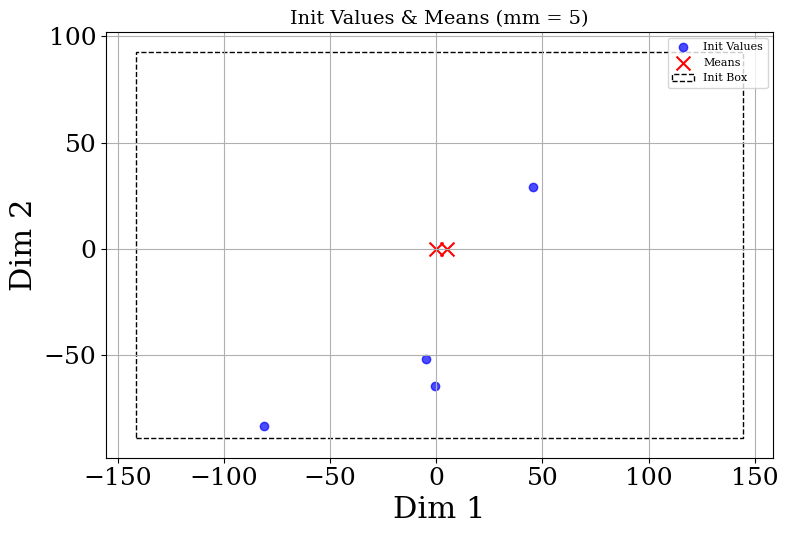 Init Values & Means (mm = 5)
Init Values
Means
Init Box
100
50
0
−50
Dim 2
−150
−100
−50
0
50
100
150
Dim 1